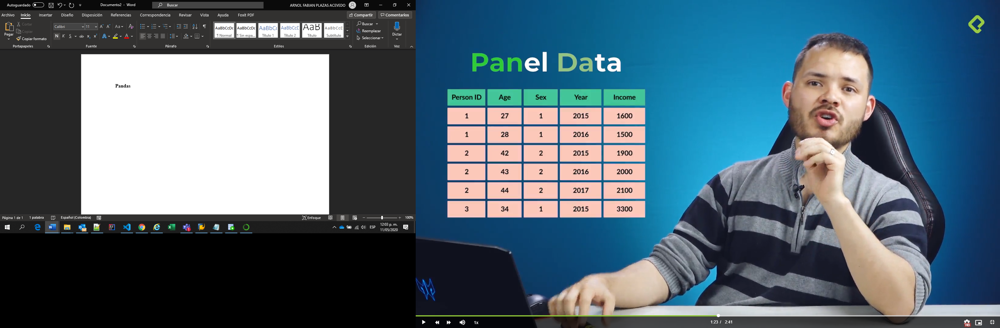 Autoguardado
Documento2 - Word
Buscar
ARNOL FABIAN PLAZAS ACEVEDO
Archivo Inicio Insertar Diseño Disposición Referencias Correspondencia Revisar Vista Ayuda Foxit PDF
Compartir Comentarios
Pegar
Cortar
Copiar
Copiar formato
Portapapeles
Calibri 11
Aa
N K S ab x₂ x² A A
Fuente
Párrafo
AaBbCcDc AaBbCcDc AaBbC AaBbCcE AaB AaBbCcD
¶ Normal ¶ Sin espa... Título 1 Título 2 Título Subtítulo
Estilos
Buscar
Reemplazar
Seleccionar
Edición
Dictar
Voz
Pandas
Página 1 de 1 1 palabra Español (Colombia) Enfoque 100%
ESP
12:03 p. m.
11/05/2020
Panel Data
Person ID Age Sex Year Income
1 27 1 2015 1600
1 28 1 2016 1500
2 42 2 2015 1900
2 43 2 2016 2000
2 44 2 2017 2100
3 34 1 2015 3300
1x
1:23 / 2:41
HD